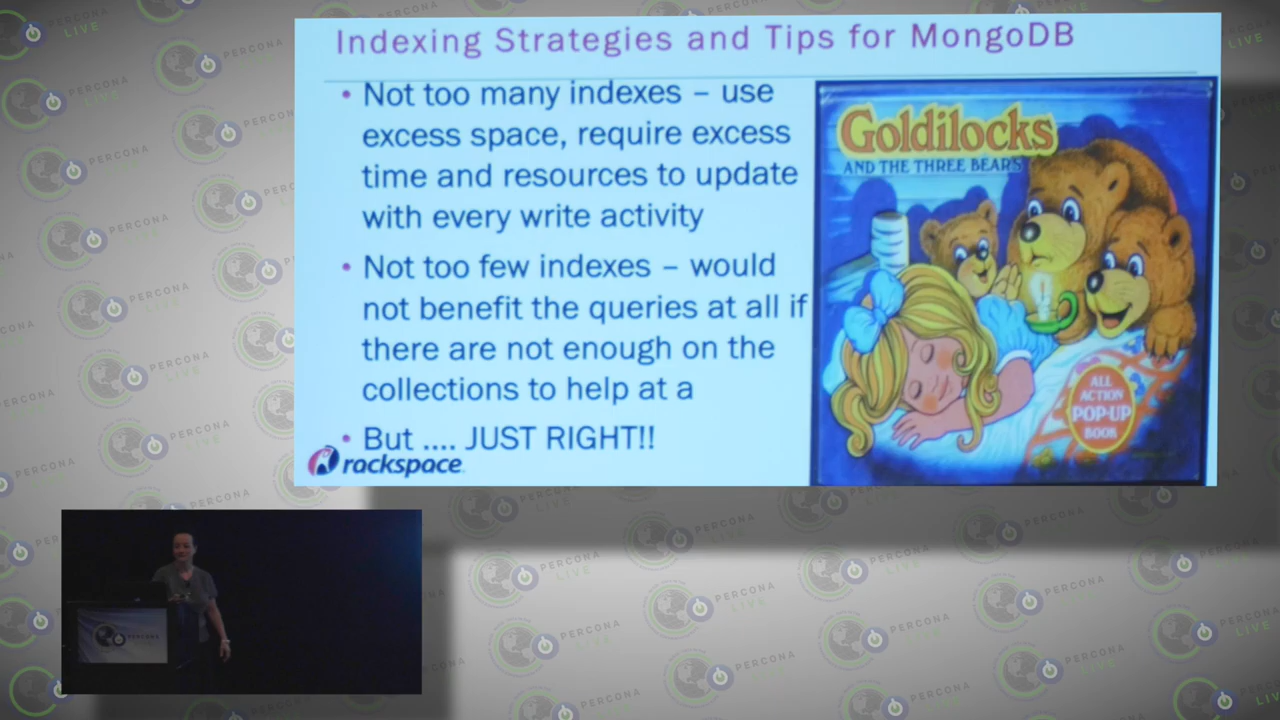 Indexing Strategies and Tips for MongoDB
• Not too many indexes – use
excess space, require excess
time and resources to update
with every write activity
• Not too few indexes – would
not benefit the queries at all if
there are not enough on the
collections to help at a
• But .... JUST RIGHT!!
rackspace
Goldilocks
AND THE THREE BEARS
ALL
ACTION
POP-UP
BOOK
PERCONA
LIVE